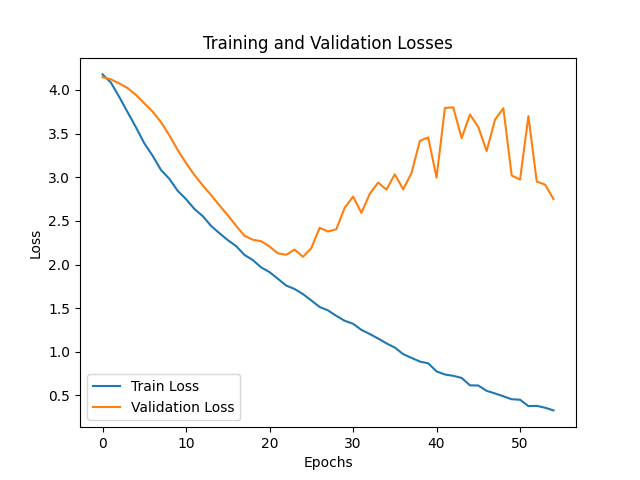 Training and Validation Losses
4.0
3.5
3.0
2.5
2.0
1.5
1.0
0.5
Loss
Train Loss
Validation Loss
0 10 20 30 40 50
Epochs